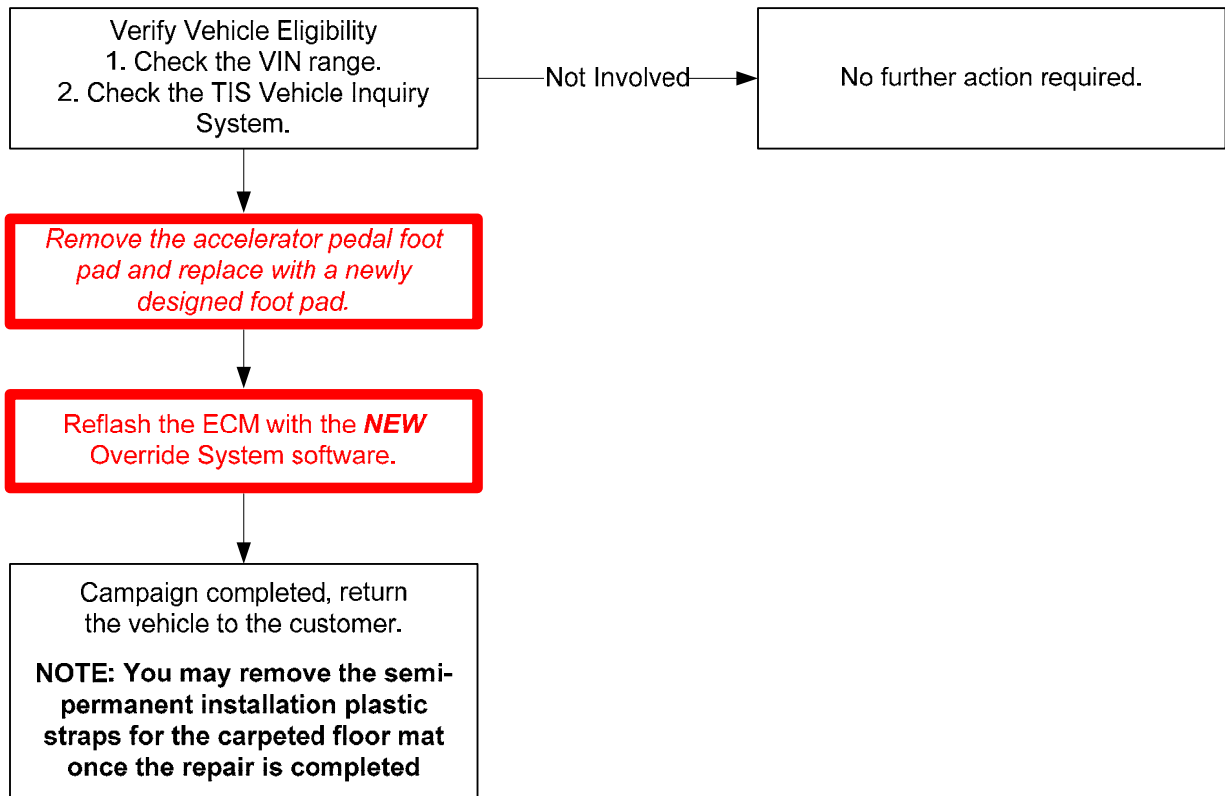 Verify Vehicle Eligibility
1. Check the VIN range.
2. Check the TIS Vehicle Inquiry
System.
Not Involved
No further action required.
Remove the accelerator pedal foot
pad and replace with a newly
designed foot pad.
Reflash the ECM with the NEW
Override System software.
Campaign completed, return
the vehicle to the customer.
NOTE: You may remove the semi-
permanent installation plastic
straps for the carpeted floor mat
once the repair is completed